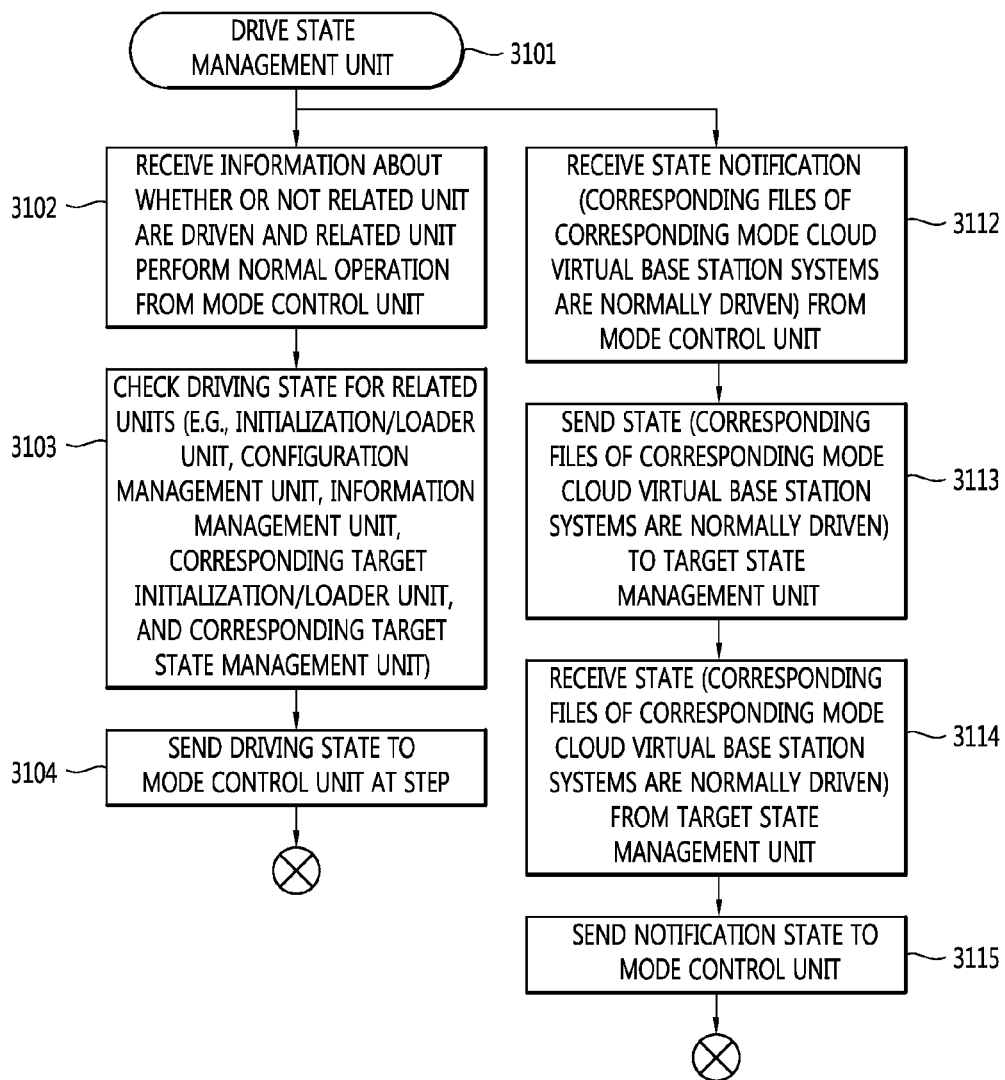 DRIVE STATE
MANAGEMENT UNIT
3101
RECEIVE INFORMATION ABOUT
WHETHER OR NOT RELATED UNIT
ARE DRIVEN AND RELATED UNIT
PERFORM NORMAL OPERATION
FROM MODE CONTROL UNIT
3102
CHECK DRIVING STATE FOR RELATED
UNITS (E.G., INITIALIZATION/LOADER
UNIT, CONFIGURATION
MANAGEMENT UNIT, INFORMATION
MANAGEMENT UNIT,
CORRESPONDING TARGET
INITIALIZATION/LOADER UNIT,
AND CORRESPONDING TARGET
STATE MANAGEMENT UNIT)
3103
SEND DRIVING STATE TO
MODE CONTROL UNIT AT STEP
3104
RECEIVE STATE NOTIFICATION
(CORRESPONDING FILES OF
CORRESPONDING MODE CLOUD
VIRTUAL BASE STATION SYSTEMS
ARE NORMALLY DRIVEN) FROM
MODE CONTROL UNIT
3112
SEND STATE (CORRESPONDING
FILES OF CORRESPONDING MODE
CLOUD VIRTUAL BASE STATION
SYSTEMS ARE NORMALLY DRIVEN)
TO TARGET STATE
MANAGEMENT UNIT
3113
RECEIVE STATE (CORRESPONDING
FILES OF CORRESPONDING MODE
CLOUD VIRTUAL BASE STATION
SYSTEMS ARE NORMALLY DRIVEN)
FROM TARGET STATE
MANAGEMENT UNIT
3114
SEND NOTIFICATION STATE TO
MODE CONTROL UNIT
3115